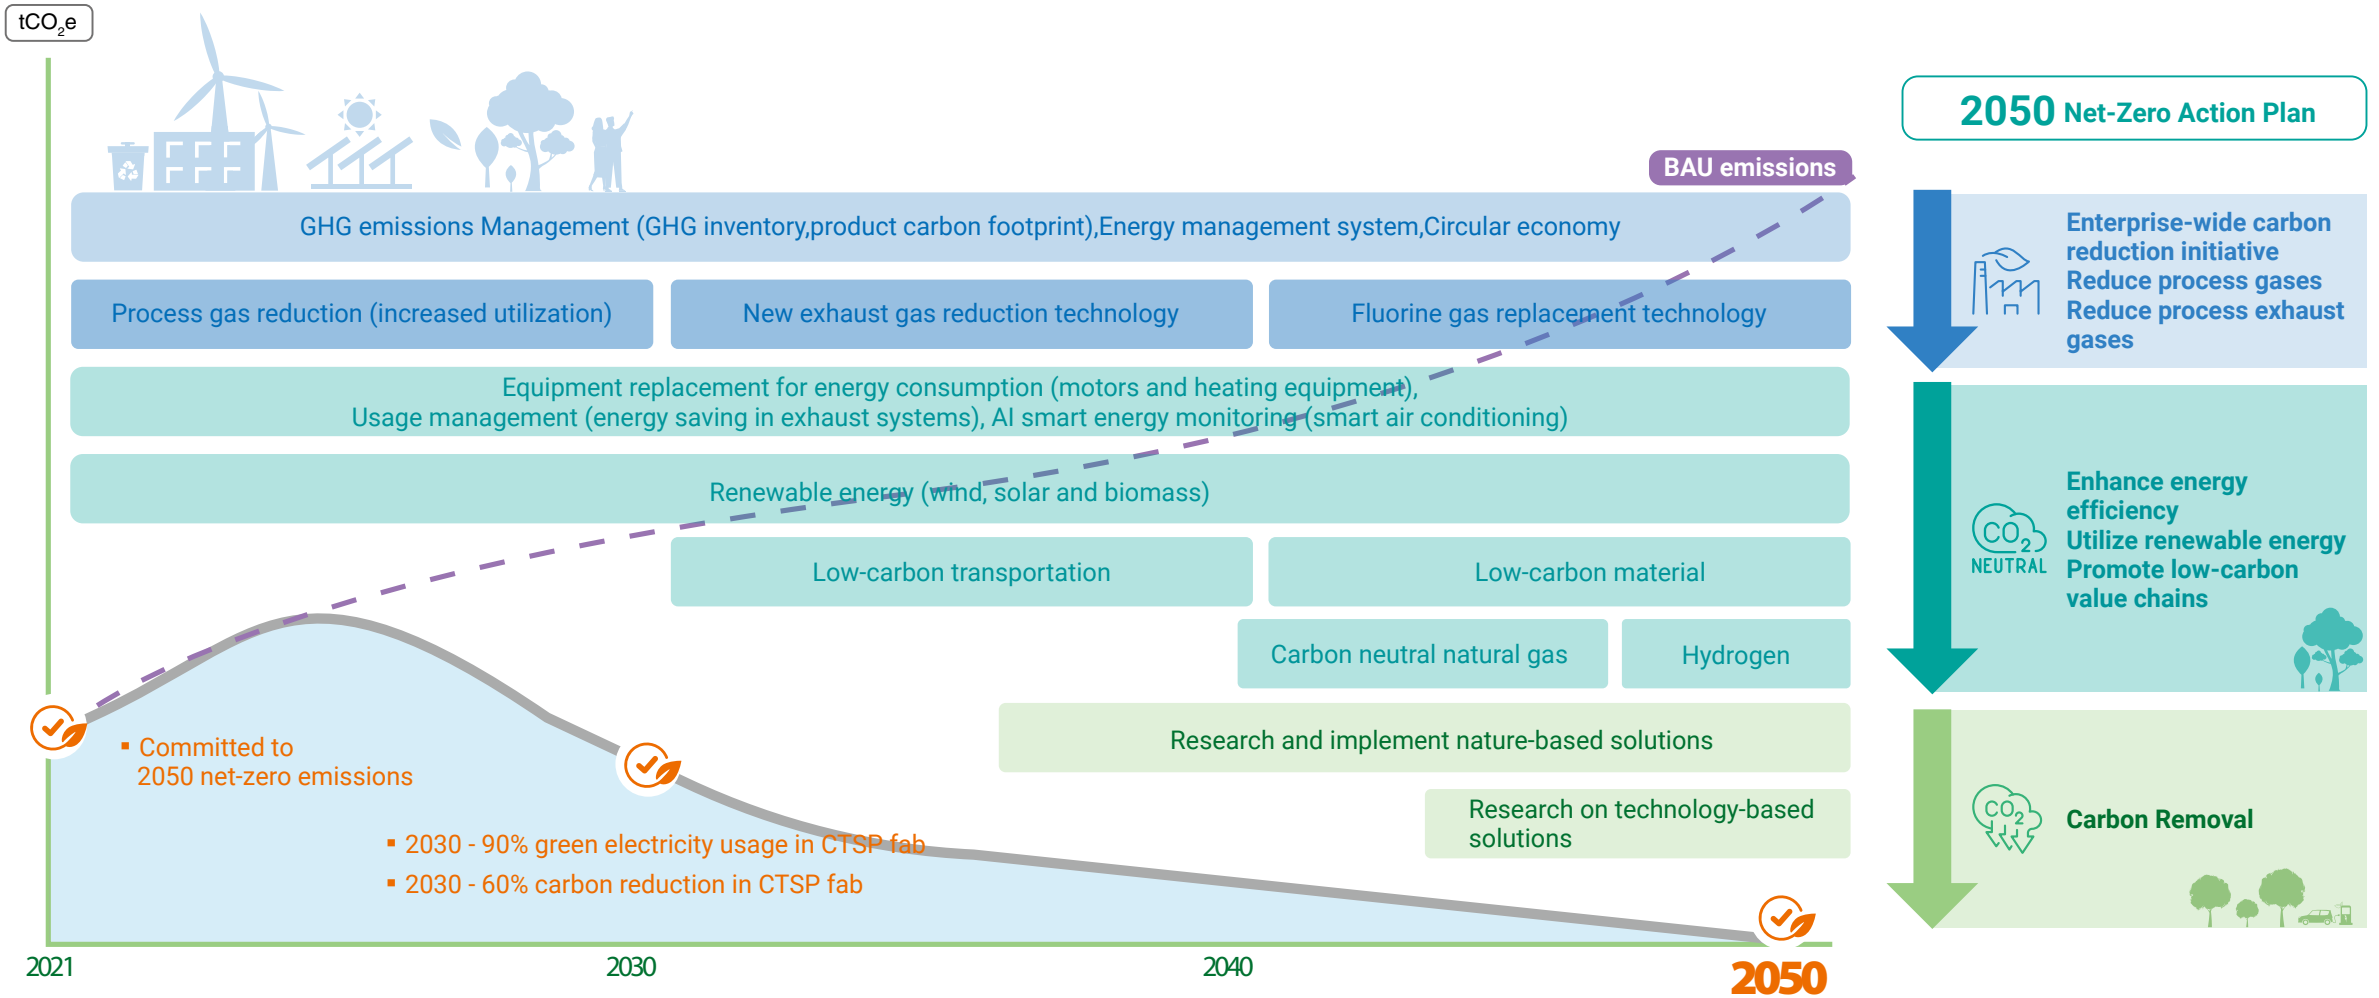 tCO2e
BAU emissions
GHG emissions Management (GHG inventory,product carbon footprint),Energy management system,Circular economy
Process gas reduction (increased utilization)
New exhaust gas reduction technology
Fluorine gas replacement technology
Equipment replacement for energy consumption (motors and heating equipment),
Usage management (energy saving in exhaust systems), AI smart energy monitoring (smart air conditioning)
Renewable energy (wind, solar and biomass)
Low-carbon transportation
Low-carbon material
Carbon neutral natural gas
Hydrogen
Research and implement nature-based solutions
Research on technology-based
solutions
▪ Committed to
2050 net-zero emissions
▪ 2030 - 90% green electricity usage in CTSP fab
▪ 2030 - 60% carbon reduction in CTSP fab
2021
2030
2040
2050
2050 Net-Zero Action Plan
Enterprise-wide carbon
reduction initiative
Reduce process gases
Reduce process exhaust
gases
CO2
NEUTRAL
Enhance energy
efficiency
Utilize renewable energy
Promote low-carbon
value chains
CO2
Carbon Removal